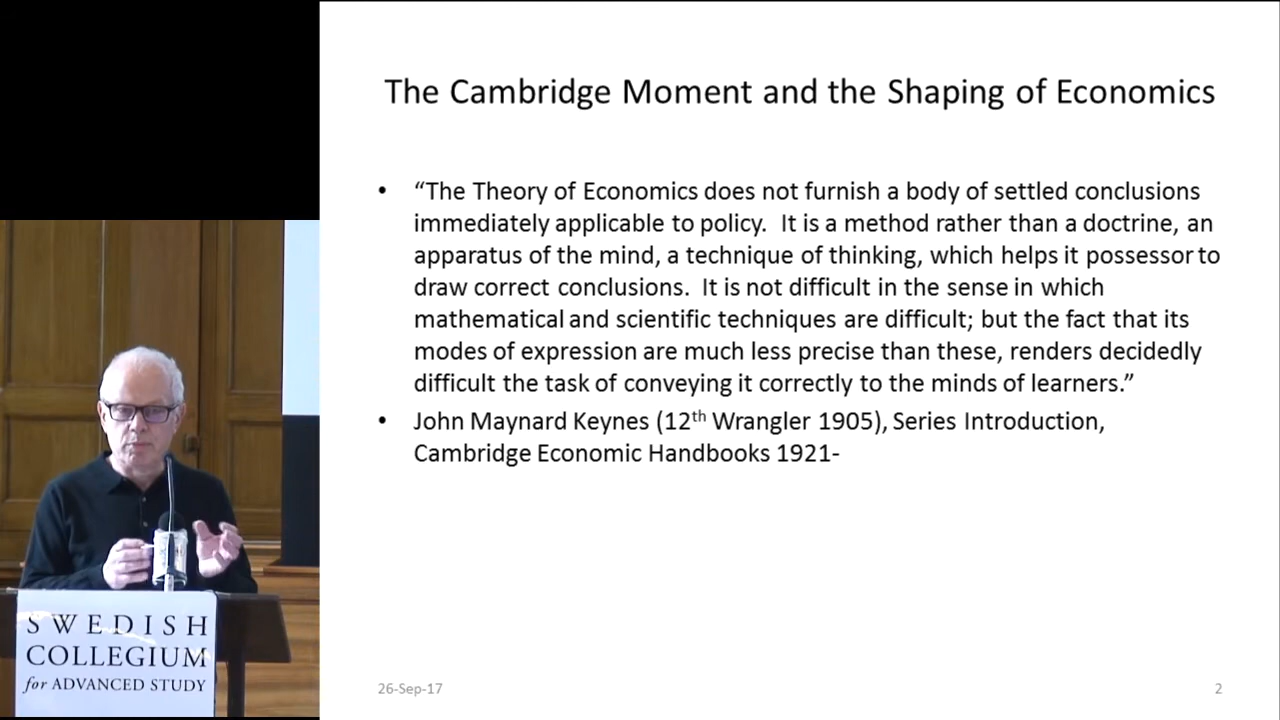 The Cambridge Moment and the Shaping of Economics
• “The Theory of Economics does not furnish a body of settled conclusions
immediately applicable to policy.  It is a method rather than a doctrine, an
apparatus of the mind, a technique of thinking, which helps it possessor to
draw correct conclusions.  It is not difficult in the sense in which
mathematical and scientific techniques are difficult; but the fact that its
modes of expression are much less precise than these, renders decidedly
difficult the task of conveying it correctly to the minds of learners.”
• John Maynard Keynes (12th Wrangler 1905), Series Introduction,
Cambridge Economic Handbooks 1921-
26-Sep-17
2
SWEDISH
COLLEGIUM
for ADVANCED STUDY